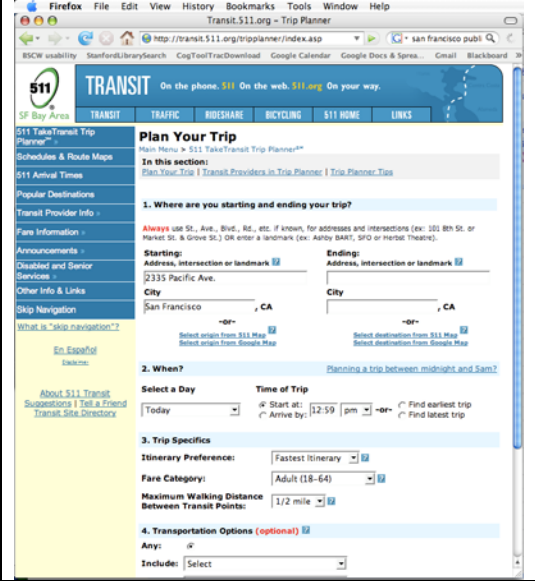 Firefox File Edit View History Bookmarks Tools Window Help
Transit.511.org – Trip Planner
http://transit.511.org/tripplanner/index.asp
san francisco publ
BSCW usability StanfordLibrarySearch CogToolTracDownload Google Calendar Google Docs & Sprea... Gmail Blackboard
511
SF Bay Area
TRANSIT On the phone. 511 On the web. 511.org On your way.
TRANSIT TRAFFIC RIDESHARE BICYCLING 511 HOME LINKS
511 TakeTransit Trip
Planner℠ »
Schedules & Route Maps
511 Arrival Times
Popular Destinations
Transit Provider Info »
Fare Information »
Announcements »
Disabled and Senior
Services »
Other Info & Links
Skip Navigation
What is "skip navigation"?
En Español
About 511 Transit
Suggestions | Tell a Friend
Transit Site Directory
Plan Your Trip
Main Menu > 511 TakeTransit Trip Planner℠
In this section:
Plan Your Trip | Transit Providers in Trip Planner | Trip Planner Tips
1. Where are you starting and ending your trip?
Always use St., Ave., Blvd., Rd., etc. if known, for addresses and intersections (ex: 101 8th St. or
Market St. & Grove St.) OR enter a landmark (ex: Ashby BART, SFO or Herbst Theatre).
Starting: Ending:
Address, intersection or landmark ? Address, intersection or landmark ?
2335 Pacific Ave.
City City
San Francisco , CA , CA
-or- -or-
Select origin from 511 Map ? Select destination from 511 Map ?
Select origin from Google Map Select destination from Google Map
2. When? Planning a trip between midnight and 5am?
Select a Day Time of Trip
Today Start at: 12:59 pm -or- Find earliest trip
Arrive by: Find latest trip
3. Trip Specifics
Itinerary Preference: Fastest Itinerary ?
Fare Category: Adult (18–64) ?
Maximum Walking Distance
Between Transit Points: 1/2 mile ?
4. Transportation Options (optional) ?
Any:
Include: Select